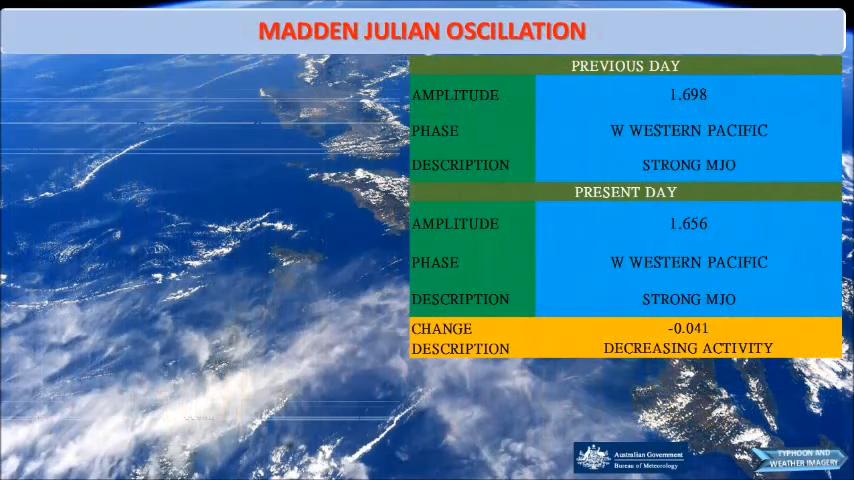 MADDEN JULIAN OSCILLATION
PREVIOUS DAY
AMPLITUDE 1.698
PHASE W WESTERN PACIFIC
DESCRIPTION STRONG MJO
PRESENT DAY
AMPLITUDE 1.656
PHASE W WESTERN PACIFIC
DESCRIPTION STRONG MJO
CHANGE -0.041
DESCRIPTION DECREASING ACTIVITY
Australian Government
Bureau of Meteorology
TYPHOON AND
WEATHER IMAGERY